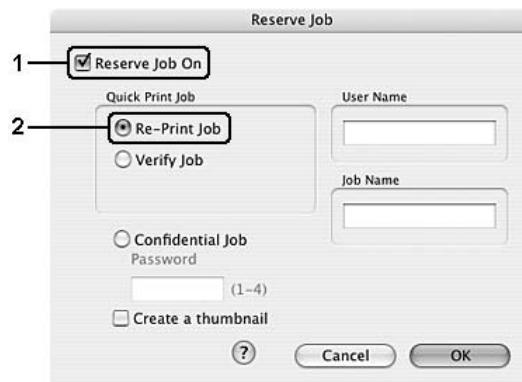 Reserve Job
1
Reserve Job On
Quick Print Job
2
Re-Print Job
Verify Job
User Name
Job Name
Confidential Job
Password
(1-4)
Create a thumbnail
?
Cancel
OK